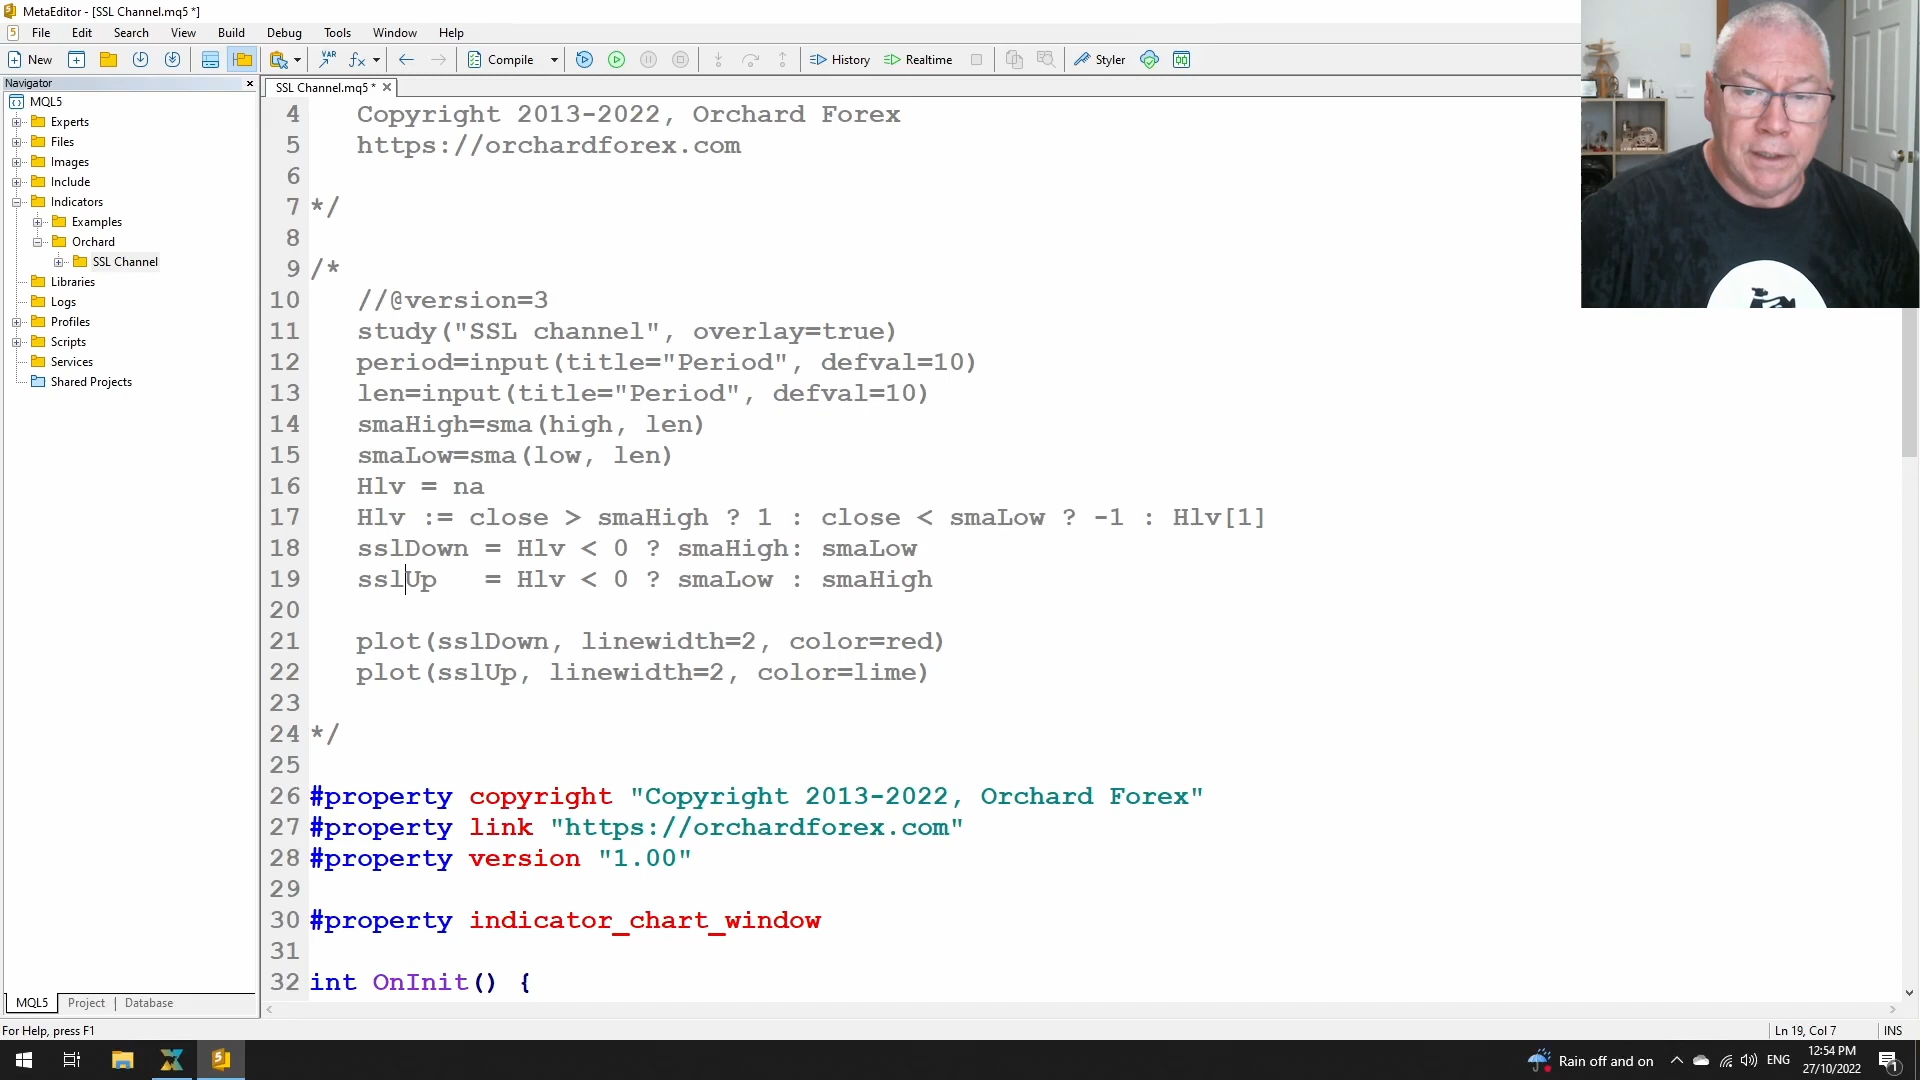 MetaEditor - [SSL Channel.mq5 *]
File Edit Search View Build Debug Tools Window Help
New VAR fx Compile History Realtime Styler
Navigator
MQL5
Experts
Files
Images
Include
Indicators
Examples
Orchard
SSL Channel
Libraries
Logs
Profiles
Scripts
Services
Shared Projects
MQL5 Project Database
SSL Channel.mq5 *
4 Copyright 2013-2022, Orchard Forex
5 https://orchardforex.com
6
7 */
8
9 /*
10 //@version=3
11 study("SSL channel", overlay=true)
12 period=input(title="Period", defval=10)
13 len=input(title="Period", defval=10)
14 smaHigh=sma(high, len)
15 smaLow=sma(low, len)
16 Hlv = na
17 Hlv := close > smaHigh ? 1 : close < smaLow ? -1 : Hlv[1]
18 sslDown = Hlv < 0 ? smaHigh: smaLow
19 sslUp   = Hlv < 0 ? smaLow : smaHigh
20
21 plot(sslDown, linewidth=2, color=red)
22 plot(sslUp, linewidth=2, color=lime)
23
24 */
25
26 #property copyright "Copyright 2013-2022, Orchard Forex"
27 #property link "https://orchardforex.com"
28 #property version "1.00"
29
30 #property indicator_chart_window
31
32 int OnInit() {
For Help, press F1
Ln 19, Col 7 INS
Rain off and on ENG 12:54 PM
27/10/2022
1